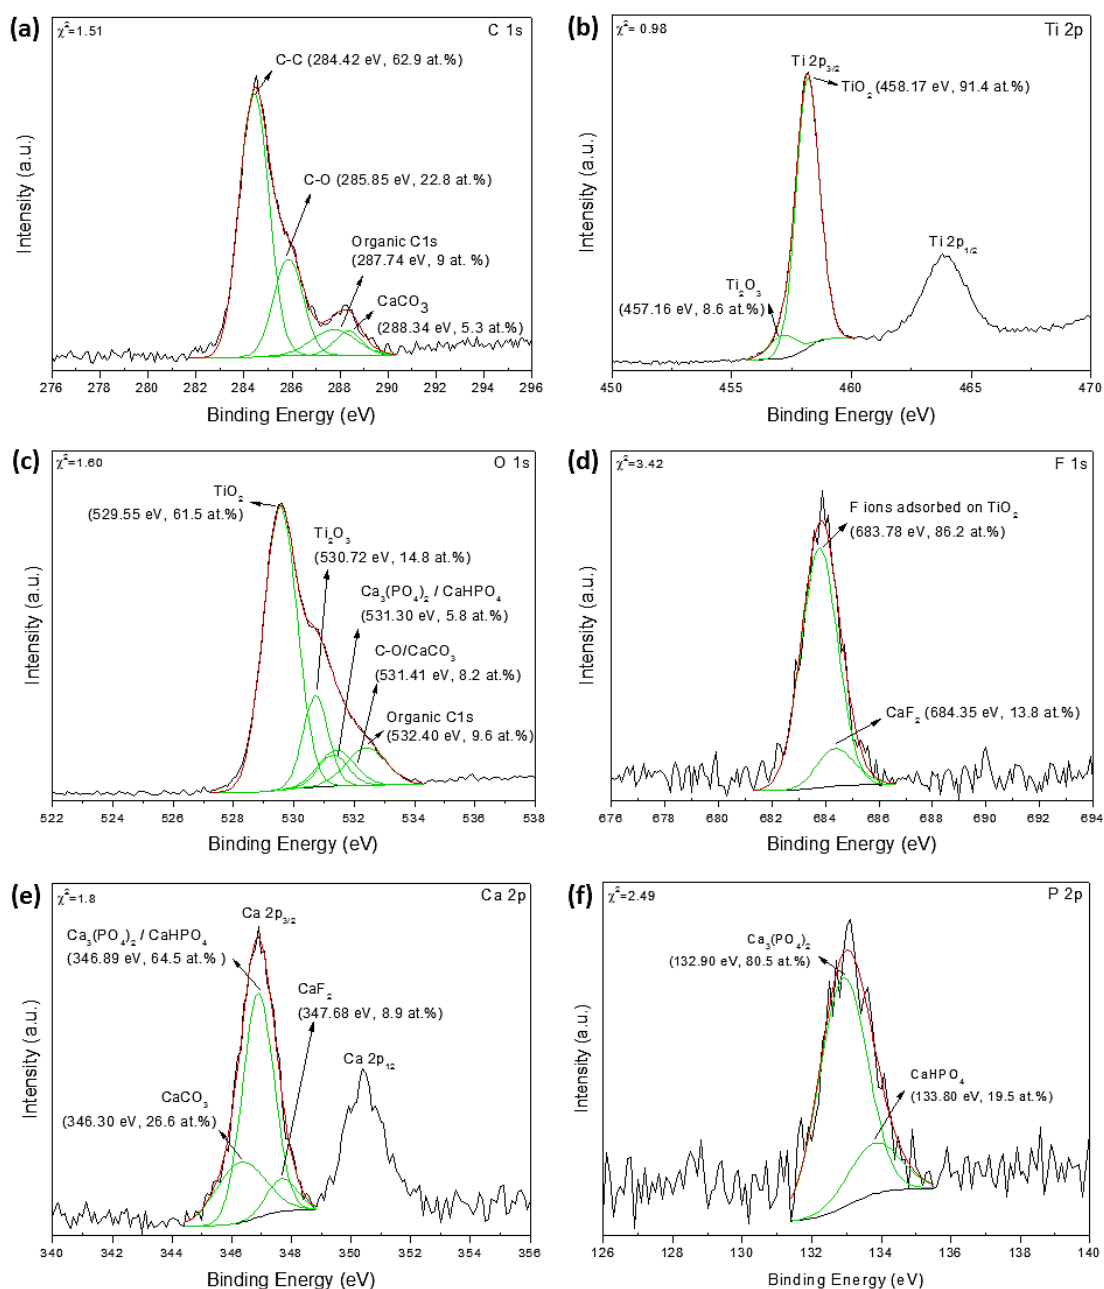 (a)
χ²=1.51
C 1s
C-C (284.42 eV, 62.9 at.%)
C-O (285.85 eV, 22.8 at.%)
Organic C1s
(287.74 eV, 9 at. %)
CaCO₃
(288.34 eV, 5.3 at.%)
Intensity (a.u.)
276 278 280 282 284 286 288 290 292 294 296
Binding Energy (eV)
(b)
χ²= 0.98
Ti 2p
Ti 2p₃/₂
TiO₂ (458.17 eV, 91.4 at.%)
Ti 2p₁/₂
Ti₂O₃
(457.16 eV, 8.6 at.%)
Intensity (a.u.)
450 455 460 465 470
Binding Energy (eV)
(c)
χ²=1.60
O 1s
TiO₂
(529.55 eV, 61.5 at.%)
Ti₂O₃
(530.72 eV, 14.8 at.%)
Ca₃(PO₄)₂ / CaHPO₄
(531.30 eV, 5.8 at.%)
C-O/CaCO₃
(531.41 eV, 8.2 at.%)
Organic C1s
(532.40 eV, 9.6 at.%)
Intensity (a.u.)
522 524 526 528 530 532 534 536 538
Binding Energy (eV)
(d)
χ²=3.42
F 1s
F ions adsorbed on TiO₂
(683.78 eV, 86.2 at.%)
CaF₂ (684.35 eV, 13.8 at.%)
Intensity (a.u.)
676 678 680 682 684 686 688 690 692 694
Binding Energy (eV)
(e)
χ²=1.8
Ca 2p
Ca 2p₃/₂
Ca₃(PO₄)₂ / CaHPO₄
(346.89 eV, 64.5 at.% )
CaF₂
(347.68 eV, 8.9 at.%)
Ca 2p₁₂
CaCO₃
(346.30 eV, 26.6 at.%)
Intensity (a.u.)
340 342 344 346 348 350 352 354 356
Binding Energy (eV)
(f)
χ²=2.49
P 2p
Ca₃(PO₄)₂
(132.90 eV, 80.5 at.%)
CaHPO₄
(133.80 eV, 19.5 at.%)
Intensity (a.u.)
126 128 130 132 134 136 138 140
Binding Energy (eV)